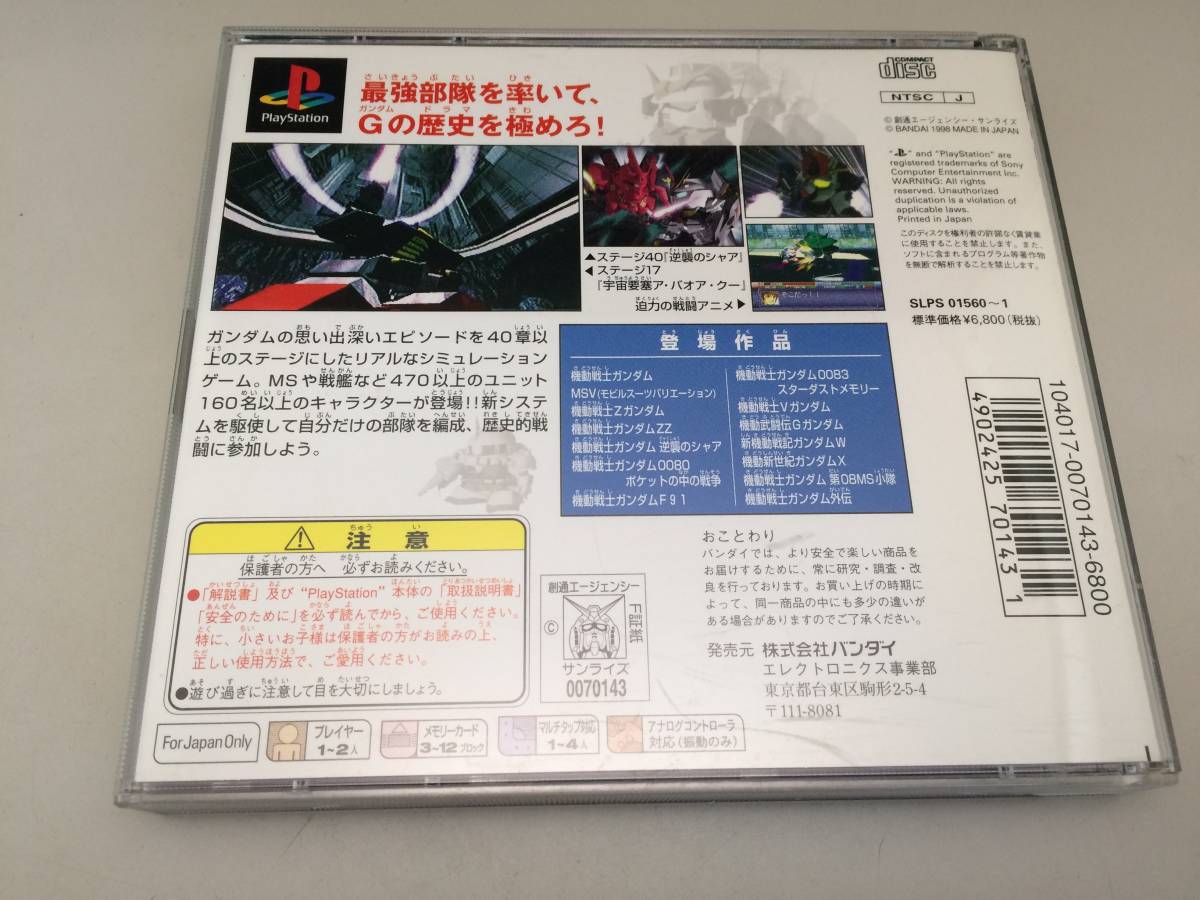 PlayStation
最強部隊を率いて、
Gの歴史を極めろ!
COMPACT
disc
NTSC J
© 創通エージェンシー・サンライズ
© BANDAI 1998 MADE IN JAPAN
" " and "PlayStation" are
registered trademarks of Sony
Computer Entertainment Inc.
WARNING: All rights
reserved. Unauthorized
duplication is a violation of
applicable laws.
Printed in Japan
このディスクを権利者の許諾なく賃貸業
に使用することを禁止します。また、
ソフトに含まれるプログラム等著作物
を無断で解析することも禁止します。
SLPS 01560〜1
標準価格¥6,800(税抜)
▲ステージ40『逆襲のシャア』
◀ステージ17
『宇宙要塞ア・バオア・クー』
迫力の戦闘アニメ▶
そこだっ!!
ガンダムの思い出深いエピソードを40章以
上のステージにしたリアルなシミュレーション
ゲーム。MSや戦艦など470以上のユニット
160名以上のキャラクターが登場!!新システ
ムを駆使して自分だけの部隊を編成、歴史的戦
闘に参加しよう。
登場作品
機動戦士ガンダム
MSV(モビルスーツバリエーション)
機動戦士Zガンダム
機動戦士ガンダムZZ
機動戦士ガンダム 逆襲のシャア
機動戦士ガンダム0080
ポケットの中の戦争
機動戦士ガンダムF91
機動戦士ガンダム0083
スターダストメモリー
機動戦士Vガンダム
機動武闘伝Gガンダム
新機動戦記ガンダムW
機動新世紀ガンダムX
機動戦士ガンダム 第08MS小隊
機動戦士ガンダム外伝
104017-0070143-6800
4902425701431
注意
保護者の方へ 必ずお読みください。
●「解説書」及び"PlayStation"本体の「取扱説明書」
「安全のために」を必ず読んでから、ご使用ください。
特に、小さいお子様は保護者の方がお読みの上、
正しい使用方法で、ご愛用ください。
●遊び過ぎに注意して目を大切にしましょう。
創通エージェンシー
©
F証紙
サンライズ
0070143
おことわり
バンダイでは、より安全で楽しい商品を
お届けするために、常に研究・調査・改
良を行っております。お買い上げの時期に
よって、同一商品の中にも多少の違いが
ある場合がありますのでご了承ください。
発売元 株式会社バンダイ
エレクトロニクス事業部
東京都台東区駒形2-5-4
〒111-8081
For Japan Only
プレイヤー
1~2人
メモリーカード
3~12ブロック
マルチタップ対応
1~4人
アナログコントローラ
対応(振動のみ)